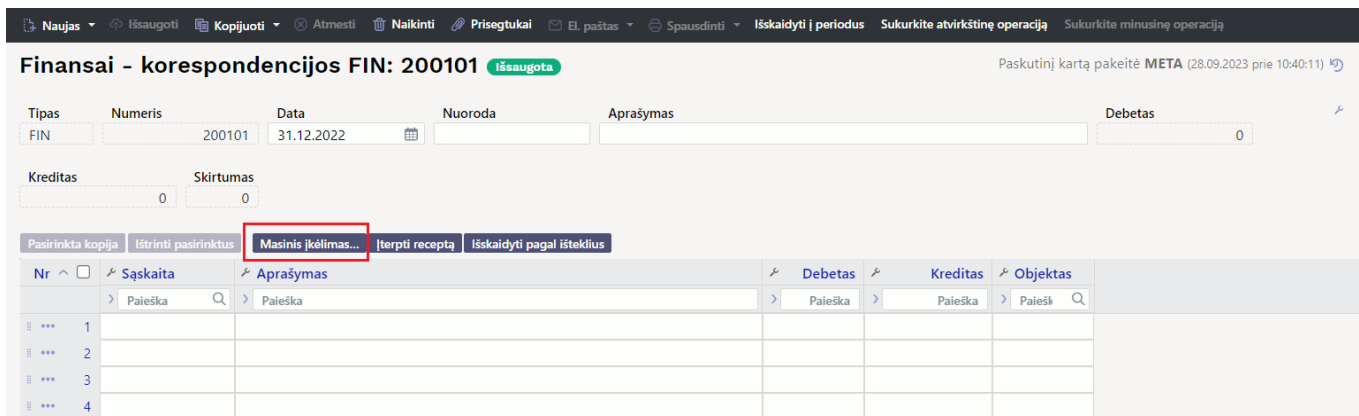 Naujas Išsaugoti Kopijuoti Atmesti Naikinti Prisegtukai El. paštas Spausdinti Išskaidyti į periodus Sukurkite atvirkštinę operaciją Sukurkite minusinę operaciją
Finansai - korespondencijos FIN: 200101 Išsaugota Paskutinį kartą pakeitė META (28.09.2023 prie 10:40:11)
Tipas Numeris Data Nuoroda Aprašymas Debetas
FIN 200101 31.12.2022 0
Kreditas Skirtumas
0 0
Pasirinkta kopija Ištrinti pasirinktus Masinis įkėlimas... Įterpti receptą Išskaidyti pagal išteklius
Nr Sąskaita Aprašymas Debetas Kreditas Objektas
Paieška Paieška Paieška Paieška Paiešk
1
2
3
4